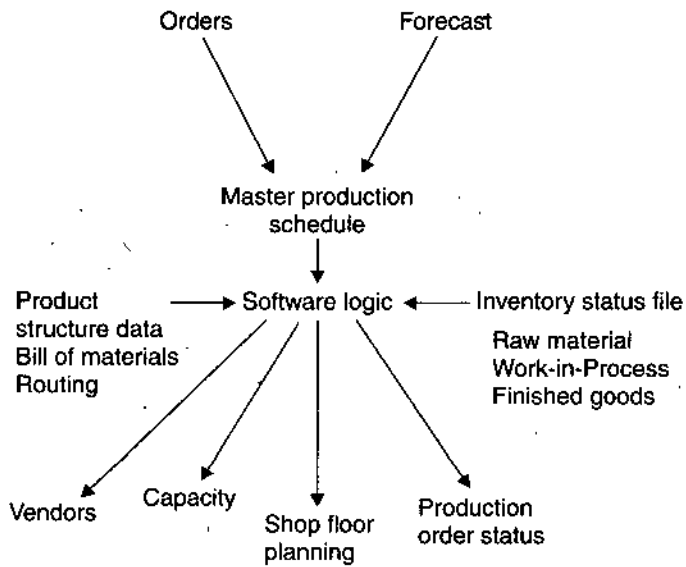 Orders
Forecast
Master production
schedule
Product
structure data
Bill of materials
Routing
Software logic
Inventory status file
Raw material
Work-in-Process
Finished goods
Vendors
Capacity
Shop floor
planning
Production
order status